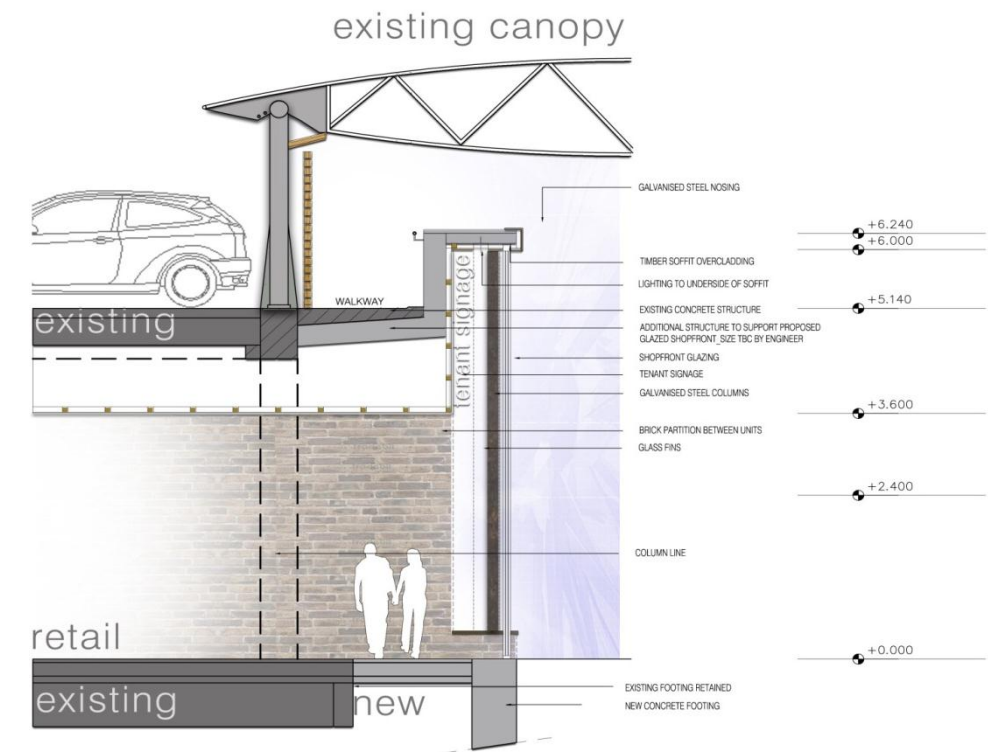 existing canopy
GALVANISED STEEL NOSING
+6.240
+6.000
TIMBER SOFFIT OVERCLADDING
LIGHTING TO UNDERSIDE OF SOFFIT
WALKWAY
EXISTING CONCRETE STRUCTURE
+5.140
existing
tenant signage
ADDITIONAL STRUCTURE TO SUPPORT PROPOSED
GLAZED SHOPFRONT_SIZE TBC BY ENGINEER
SHOPFRONT GLAZING
TENANT SIGNAGE
GALVANISED STEEL COLUMNS
+3.600
BRICK PARTITION BETWEEN UNITS
GLASS FINS
+2.400
COLUMN LINE
retail
+0.000
existing
new
EXISTING FOOTING RETAINED
NEW CONCRETE FOOTING